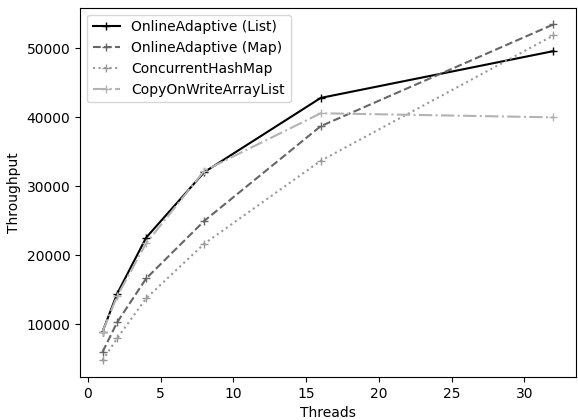 OnlineAdaptive (List)
OnlineAdaptive (Map)
ConcurrentHashMap
CopyOnWriteArrayList
50000
40000
30000
20000
10000
Throughput
0 5 10 15 20 25 30
Threads